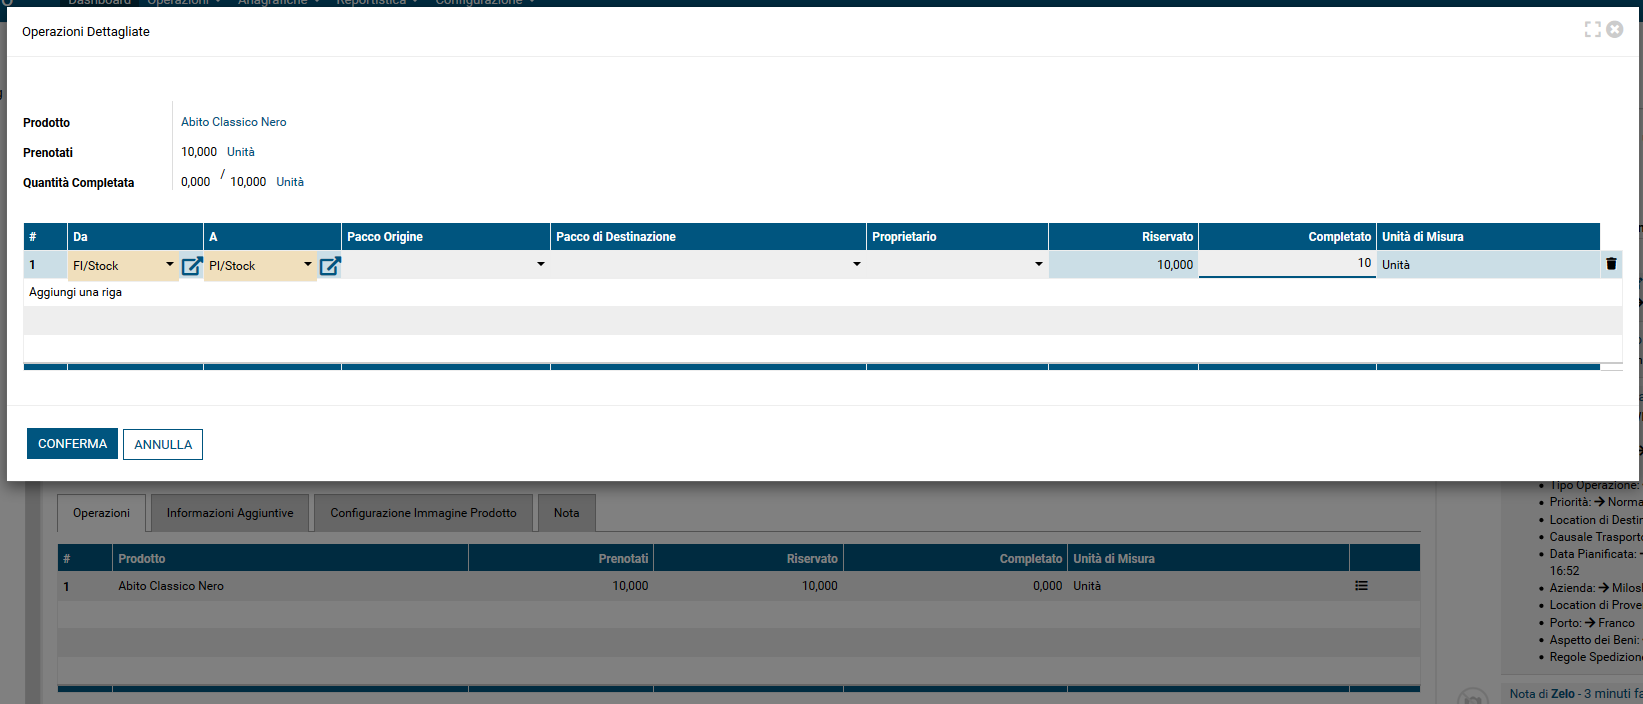 Dashboard Operazioni Anagrafiche Reportistica Configurazione
Operazioni Dettagliate
Prodotto Abito Classico Nero
Prenotati 10,000 Unità
Quantità Completata 0,000 / 10,000 Unità
# Da A Pacco Origine Pacco di Destinazione Proprietario Riservato Completato Unità di Misura
1 FI/Stock PI/Stock 10,000 10 Unità
Aggiungi una riga
CONFERMA ANNULLA
Operazioni Informazioni Aggiuntive Configurazione Immagine Prodotto Nota
# Prodotto Prenotati Riservato Completato Unità di Misura
1 Abito Classico Nero 10,000 10,000 0,000 Unità
Tipo Operazione:
Priorità: → Norma
Location di Destin
Causale Trasporto
Data Pianificata:
16:52
Azienda: → Milos
Location di Prove
Porto: → Franco
Aspetto dei Beni:
Regole Spedizion
Nota di Zelo - 3 minuti fa